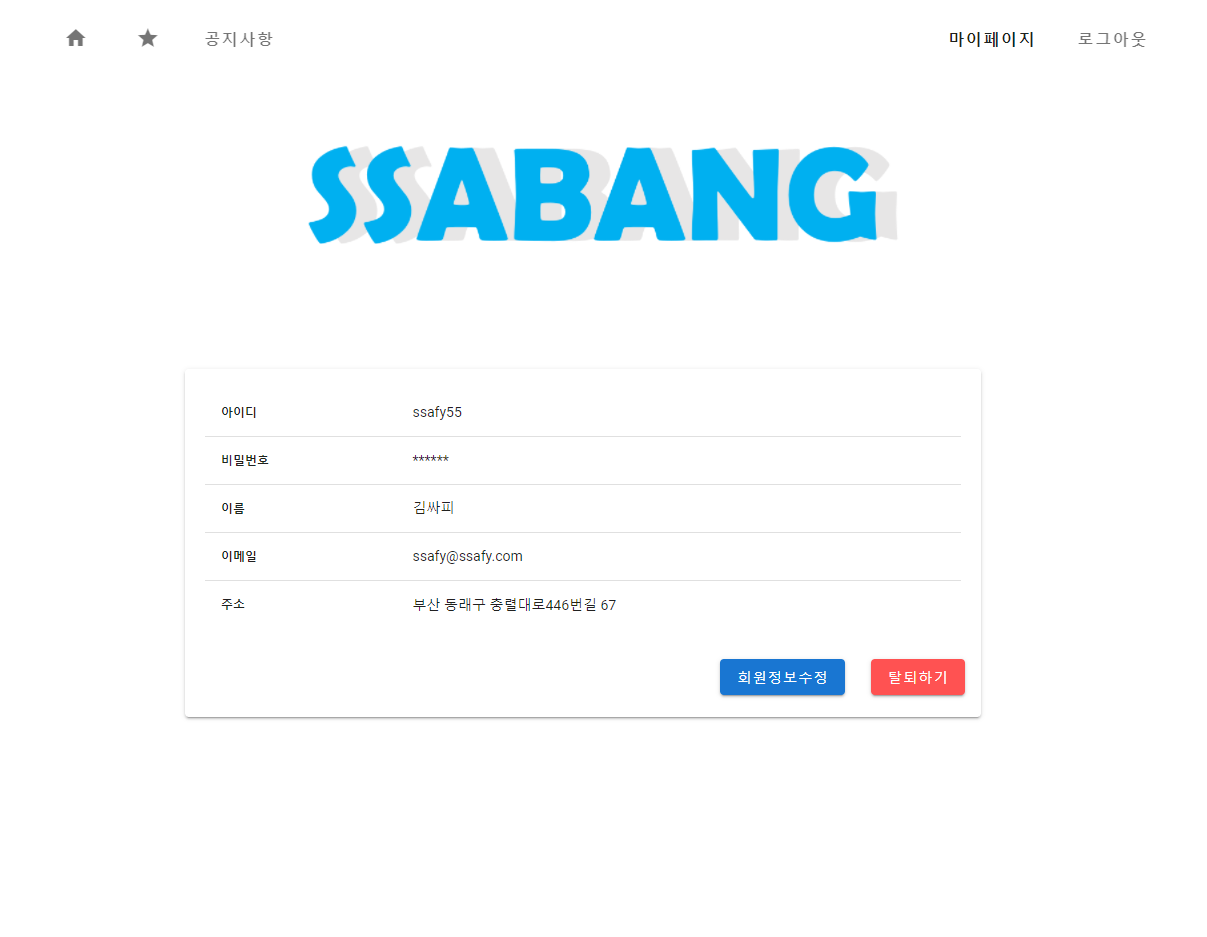 공지사항 마이페이지 로그아웃
SSABANG
아이디 ssafy55
비밀번호 ******
이름 김싸피
이메일 ssafy@ssafy.com
주소 부산 동래구 충렬대로446번길 67
회원정보수정 탈퇴하기